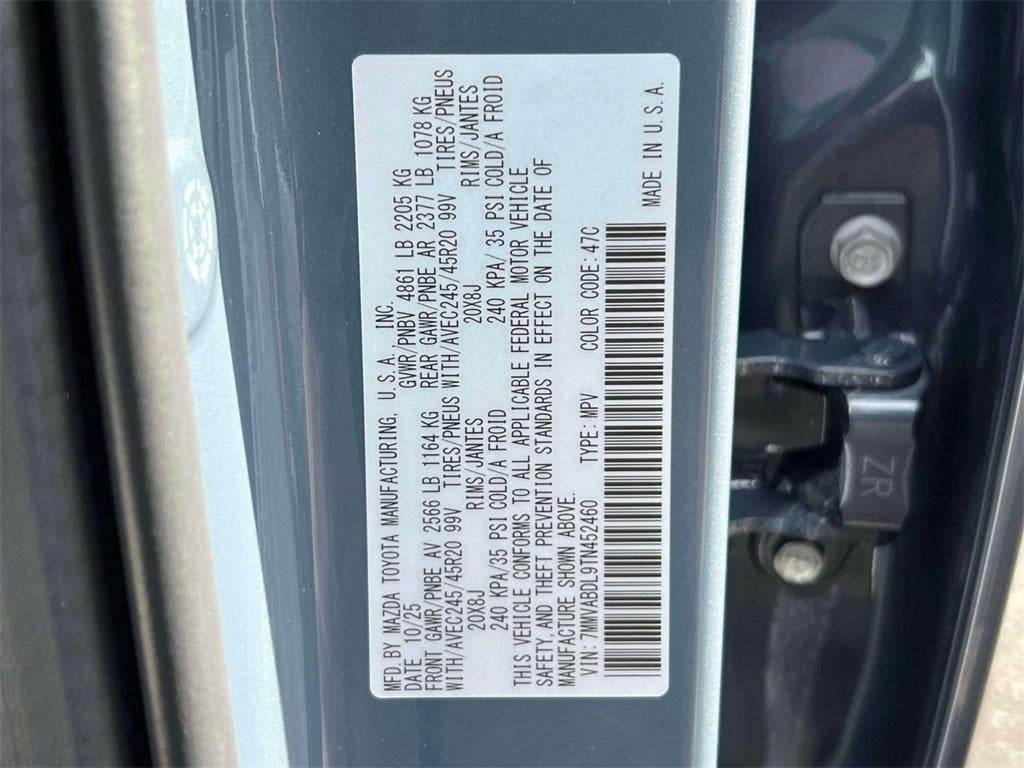 MFD.BY MAZDA TOYOTA MANUFACTURING, U.S.A., INC.
DATE 10/25 GVWR/PNBV 4861 LB 2205 KG
FRONT GAWR/PNBE AV 2566 LB 1164 KG REAR GAWR/PNBE AR 2377 LB 1078 KG
WITH/AVEC245/45R20 99V TIRES/PNEUS WITH/AVEC245/45R20 99V TIRES/PNEUS
20X8J RIMS/JANTES 20X8J RIMS/JANTES
240 KPA/35 PSI COLD/A FROID 240 KPA/ 35 PSI COLD/A FROID
THIS VEHICLE CONFORMS TO ALL APPLICABLE FEDERAL MOTOR VEHICLE
SAFETY, AND THEFT PREVENTION STANDARDS IN EFFECT ON THE DATE OF
MANUFACTURE SHOWN ABOVE.
VIN: 7MMVABDL9TN452460 TYPE: MPV COLOR CODE: 47C
MADE IN U.S.A.
ZR